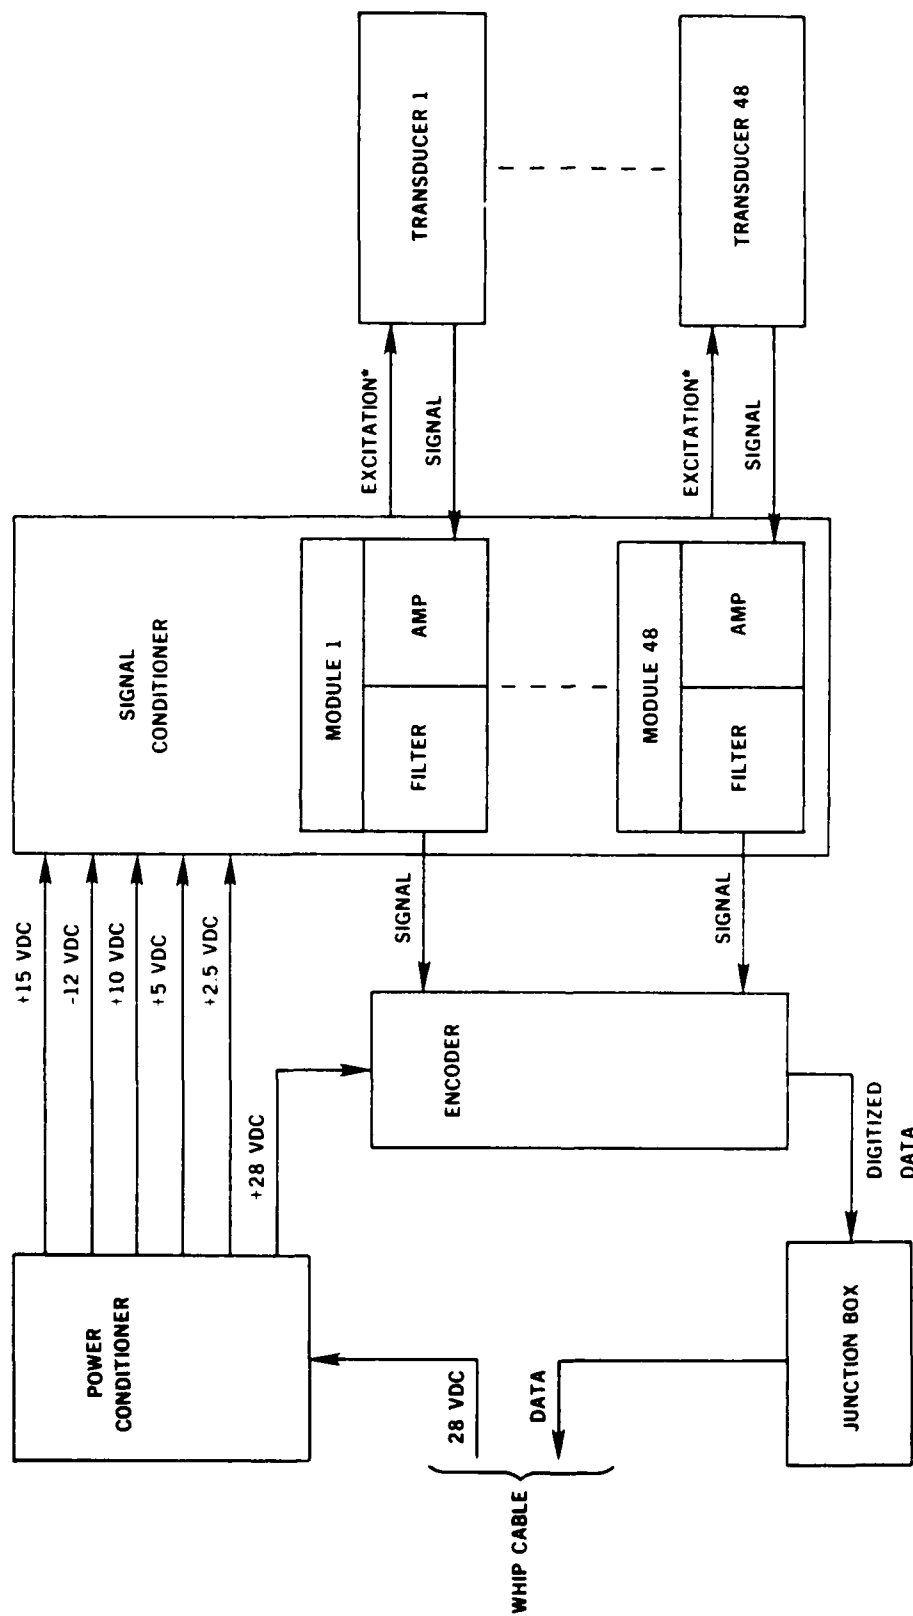 POWER
CONDITIONER
+15 VDC
-12 VDC
+10 VDC
+5 VDC
+2.5 VDC
+28 VDC
SIGNAL
CONDITIONER
28 VDC
DATA
WHIP CABLE
ENCODER
SIGNAL
MODULE 1
FILTER
AMP
EXCITATION*
SIGNAL
TRANSDUCER 1
SIGNAL
MODULE 48
FILTER
AMP
EXCITATION*
SIGNAL
TRANSDUCER 48
JUNCTION BOX
DIGITIZED
DATA